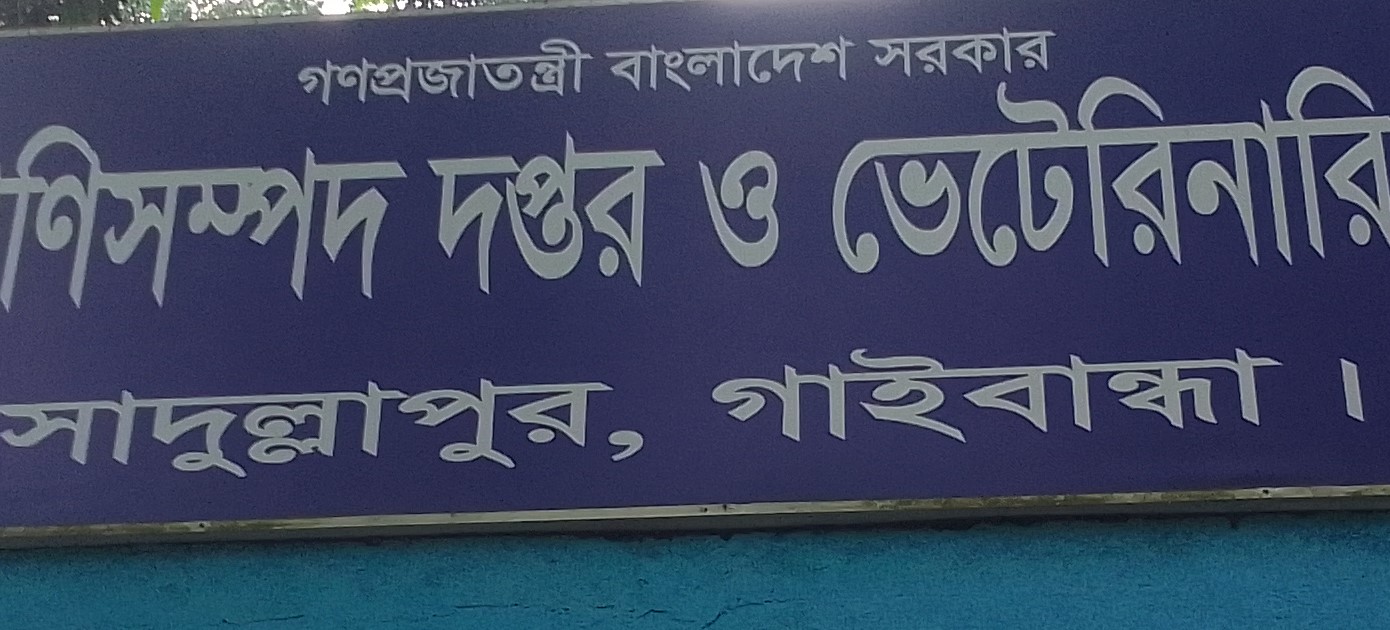 গণপ্রজাতন্ত্রী বাংলাদেশ সরকার
ণিসম্পদ দপ্তর ও ভেটেরিনারি
সাদুল্লাপুর, গাইবান্ধা ।